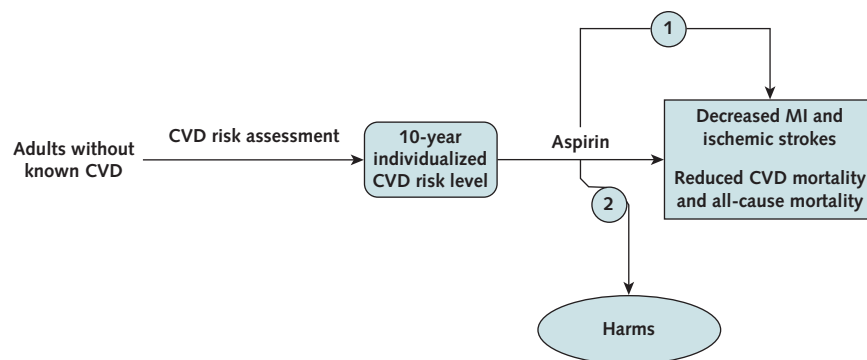 1
CVD risk assessment
Adults without
known CVD
10-year
individualized
CVD risk level
Aspirin
Decreased MI and
ischemic strokes
Reduced CVD mortality
and all-cause mortality
2
Harms